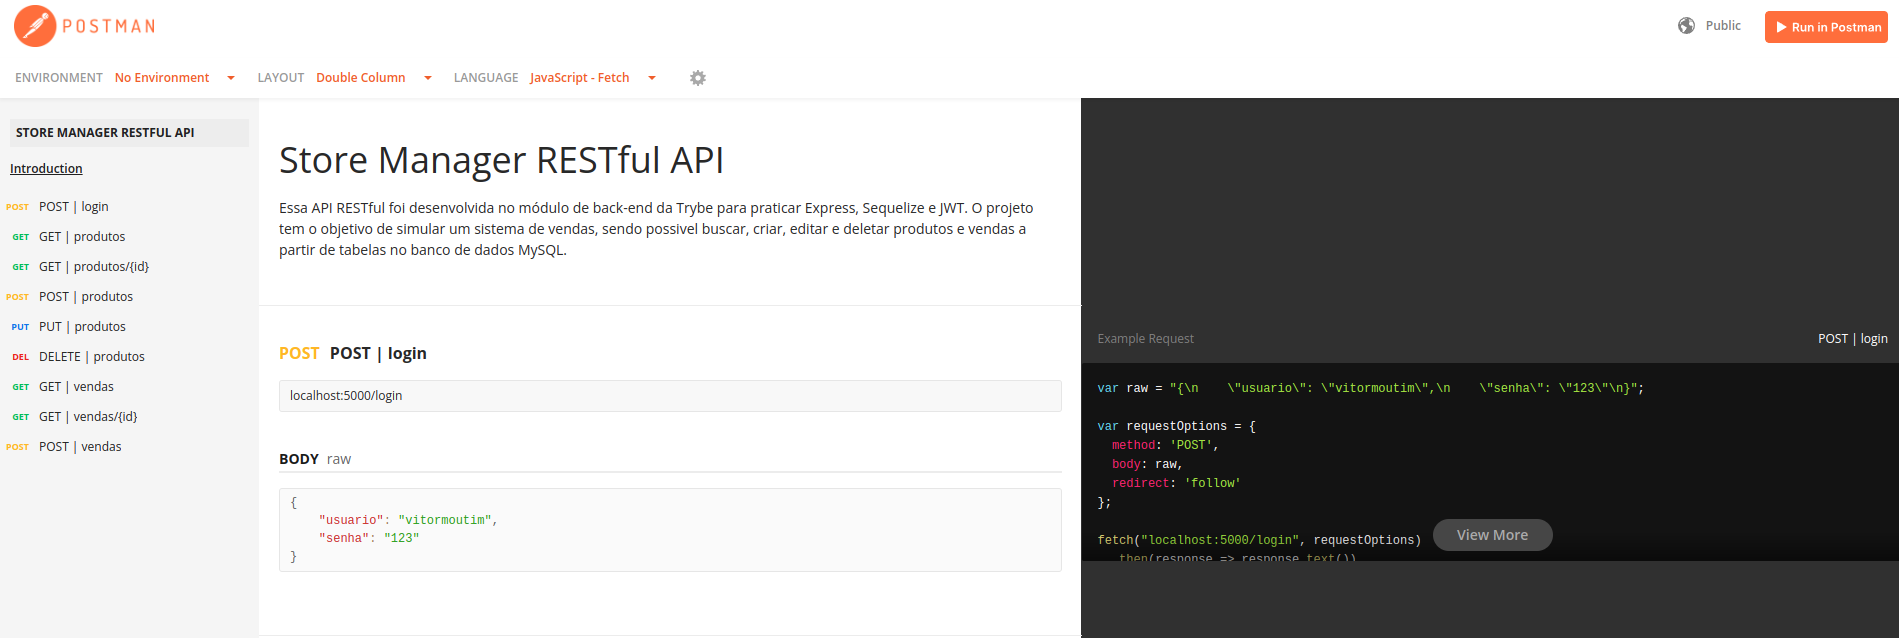 POSTMAN
Public
Run in Postman
ENVIRONMENT No Environment LAYOUT Double Column LANGUAGE JavaScript - Fetch
STORE MANAGER RESTFUL API
Introduction
POST POST | login
GET GET | produtos
GET GET | produtos/{id}
POST POST | produtos
PUT PUT | produtos
DEL DELETE | produtos
GET GET | vendas
GET GET | vendas/{id}
POST POST | vendas
Store Manager RESTful API
Essa API RESTful foi desenvolvida no módulo de back-end da Trybe para praticar Express, Sequelize e JWT. O projeto
tem o objetivo de simular um sistema de vendas, sendo possivel buscar, criar, editar e deletar produtos e vendas a
partir de tabelas no banco de dados MySQL.
POST POST | login
localhost:5000/login
BODY raw
{
    "usuario": "vitormoutim",
    "senha": "123"
}
Example Request
POST | login
var raw = "{\n    \"usuario\": \"vitormoutim\",\n    \"senha\": \"123\"\n}";
var requestOptions = {
  method: 'POST',
  body: raw,
  redirect: 'follow'
};
fetch("localhost:5000/login", requestOptions)
  .then(response => response.text())
View More